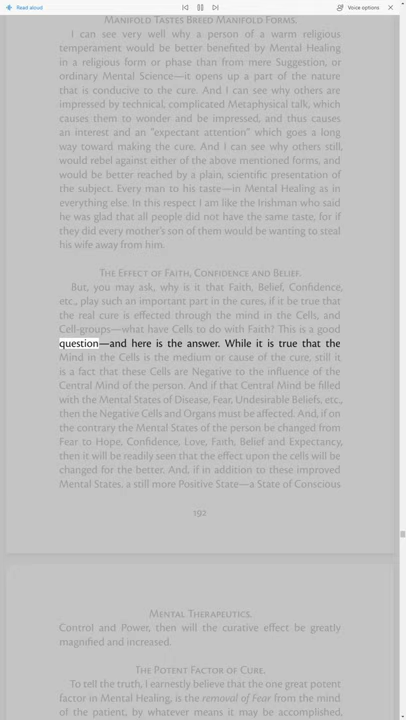 Read aloud
Voice options
MANIFOLD TASTES BREED MANIFOLD FORMS.
I can see very well why a person of a warm religious
temperament would be better benefited by Mental Healing
in a religious form or phase than from mere Suggestion, or
ordinary Mental Science—it opens up a part of the nature
that is conducive to the cure. And I can see why others are
impressed by technical, complicated Metaphysical talk, which
causes them to wonder and be impressed, and thus causes
an interest and an "expectant attention" which goes a long
way toward making the cure. And I can see why others still,
would rebel against either of the above mentioned forms, and
would be better reached by a plain, scientific presentation of
the subject. Every man to his taste—in Mental Healing as in
everything else. In this respect I am like the Irishman who said
he was glad that all people did not have the same taste, for if
they did every mother's son of them would be wanting to steal
his wife away from him.
THE EFFECT OF FAITH, CONFIDENCE AND BELIEF.
But, you may ask, why is it that Faith, Belief, Confidence,
etc., play such an important part in the cures, if it be true that
the real cure is effected through the mind in the Cells, and
Cell-groups—what have Cells to do with Faith? This is a good
question—and here is the answer. While it is true that the
Mind in the Cells is the medium or cause of the cure, still it
is a fact that these Cells are Negative to the influence of the
Central Mind of the person. And if that Central Mind be filled
with the Mental States of Disease, Fear, Undesirable Beliefs, etc.,
then the Negative Cells and Organs must be affected. And, if on
the contrary the Mental States of the person be changed from
Fear to Hope, Confidence, Love, Faith, Belief and Expectancy,
then it will be readily seen that the effect upon the cells will be
changed for the better. And, if in addition to these improved
Mental States, a still more Positive State—a State of Conscious
192
MENTAL THERAPEUTICS.
Control and Power, then will the curative effect be greatly
magnified and increased.
THE POTENT FACTOR OF CURE.
To tell the truth, I earnestly believe that the one great potent
factor in Mental Healing, is the removal of Fear from the mind
of the patient, by whatever means it may be accomplished,